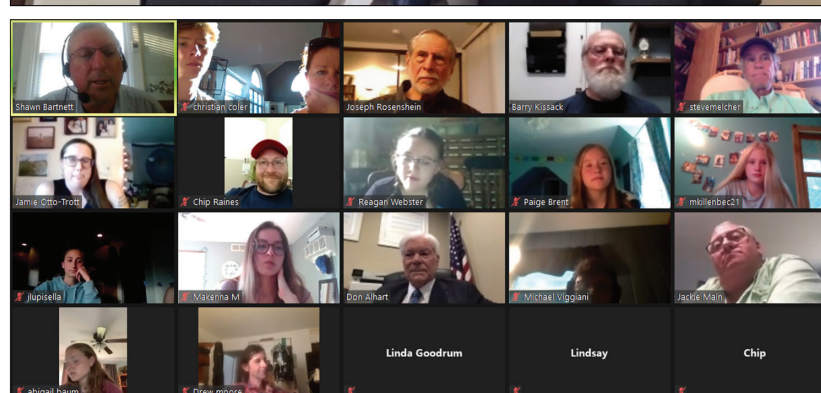 Shawn Bartnett
christian coler
Joseph Rosenshein
Barry Kissack
stevemelcher
Jamie Otto-Trott
Chip Raines
Reagan Webster
Paige Brent
mkillenbec21
jlupisella
Makenna M
Don Alhart
Michael Viggiani
Jackie Main
abigail baum
Drew moore
Linda Goodrum
Lindsay
Chip